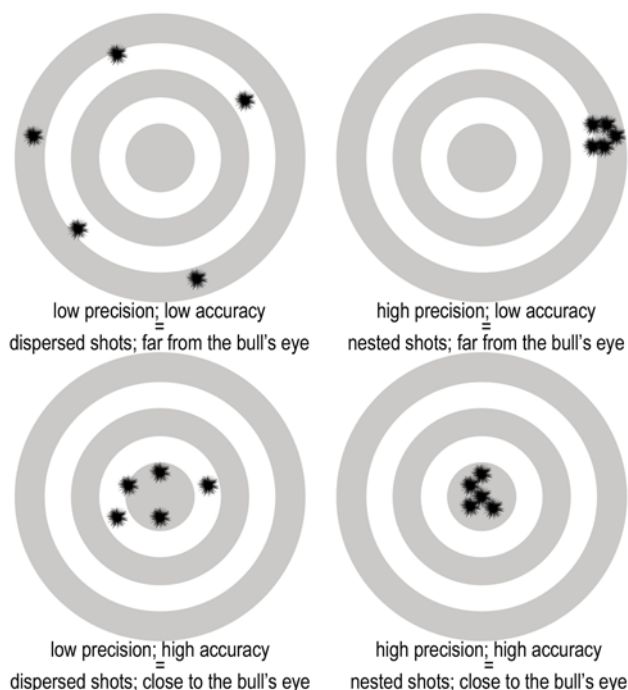 low precision; low accuracy
=
dispersed shots; far from the bull's eye
high precision; low accuracy
=
nested shots; far from the bull's eye
low precision; high accuracy
=
dispersed shots; close to the bull's eye
high precision; high accuracy
=
nested shots; close to the bull's eye